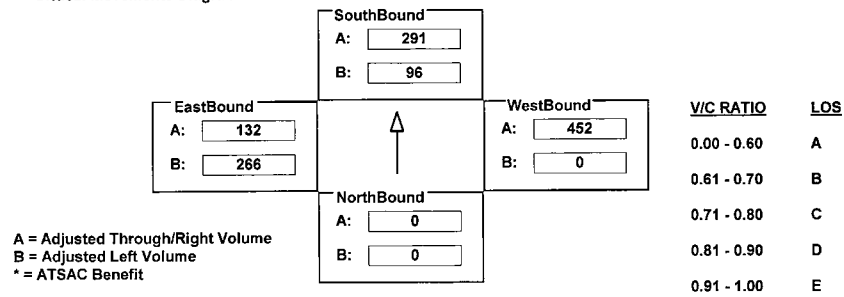 SouthBound
A: 291
B: 96
EastBound
A: 132
B: 266
WestBound
A: 452
B: 0
NorthBound
A: 0
B: 0
A = Adjusted Through/Right Volume
B = Adjusted Left Volume
* = ATSAC Benefit
V/C RATIO LOS
0.00 - 0.60 A
0.61 - 0.70 B
0.71 - 0.80 C
0.81 - 0.90 D
0.91 - 1.00 E